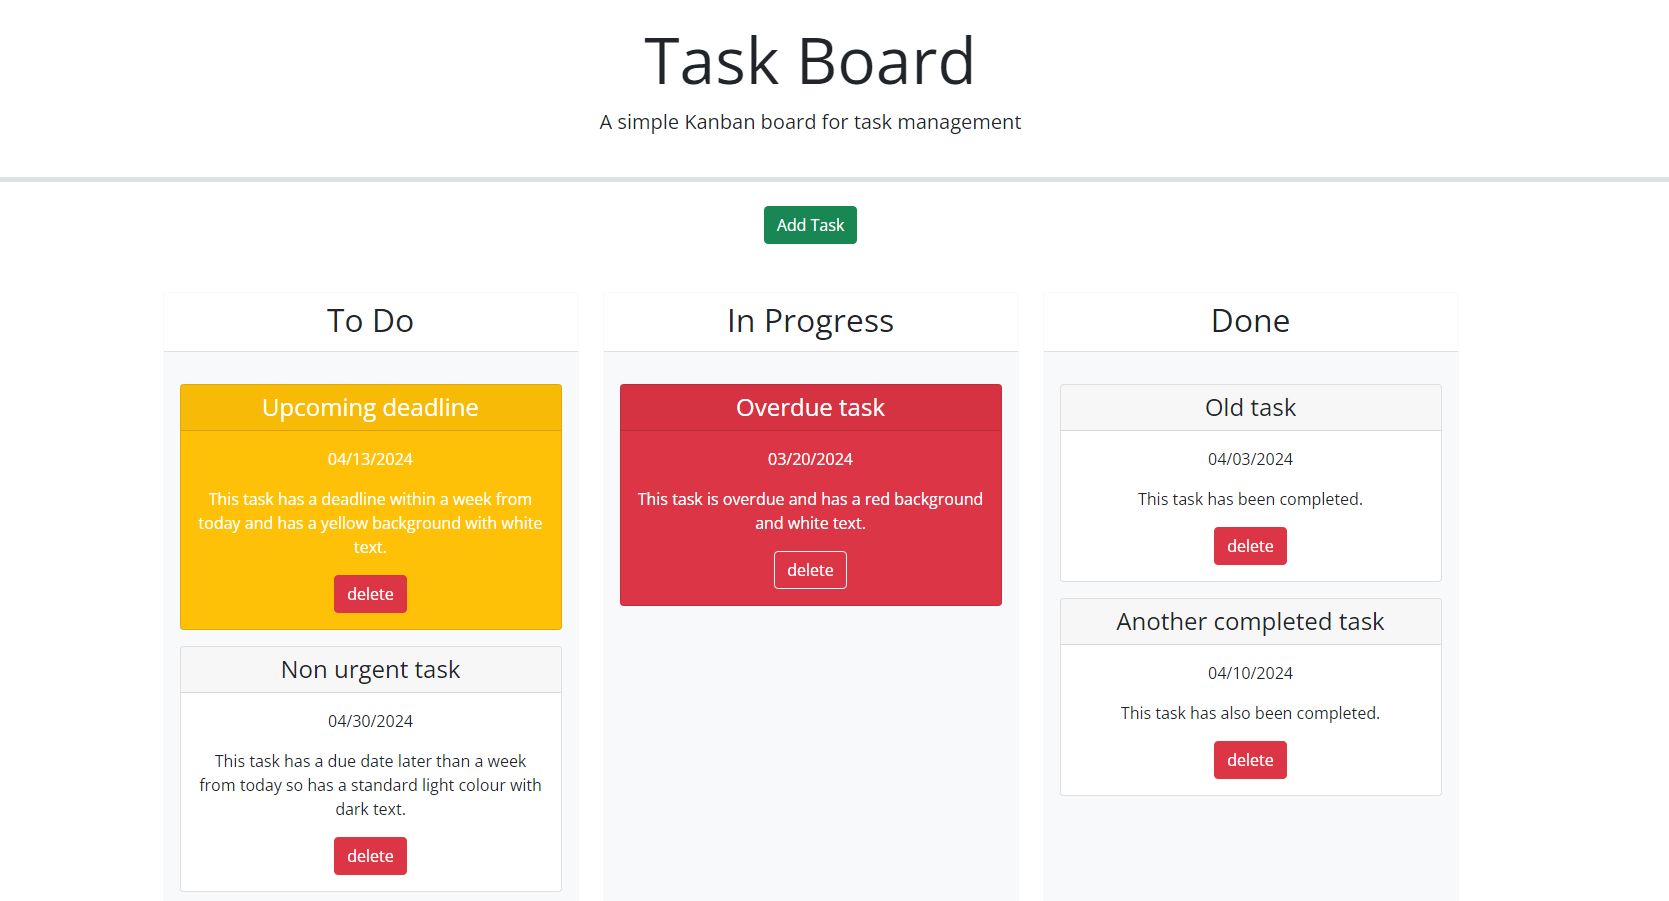 Task Board
A simple Kanban board for task management
Add Task
To Do
Upcoming deadline
04/13/2024
This task has a deadline within a week from
today and has a yellow background with white
text.
delete
Non urgent task
04/30/2024
This task has a due date later than a week
from today so has a standard light colour with
dark text.
delete
In Progress
Overdue task
03/20/2024
This task is overdue and has a red background
and white text.
delete
Done
Old task
04/03/2024
This task has been completed.
delete
Another completed task
04/10/2024
This task has also been completed.
delete